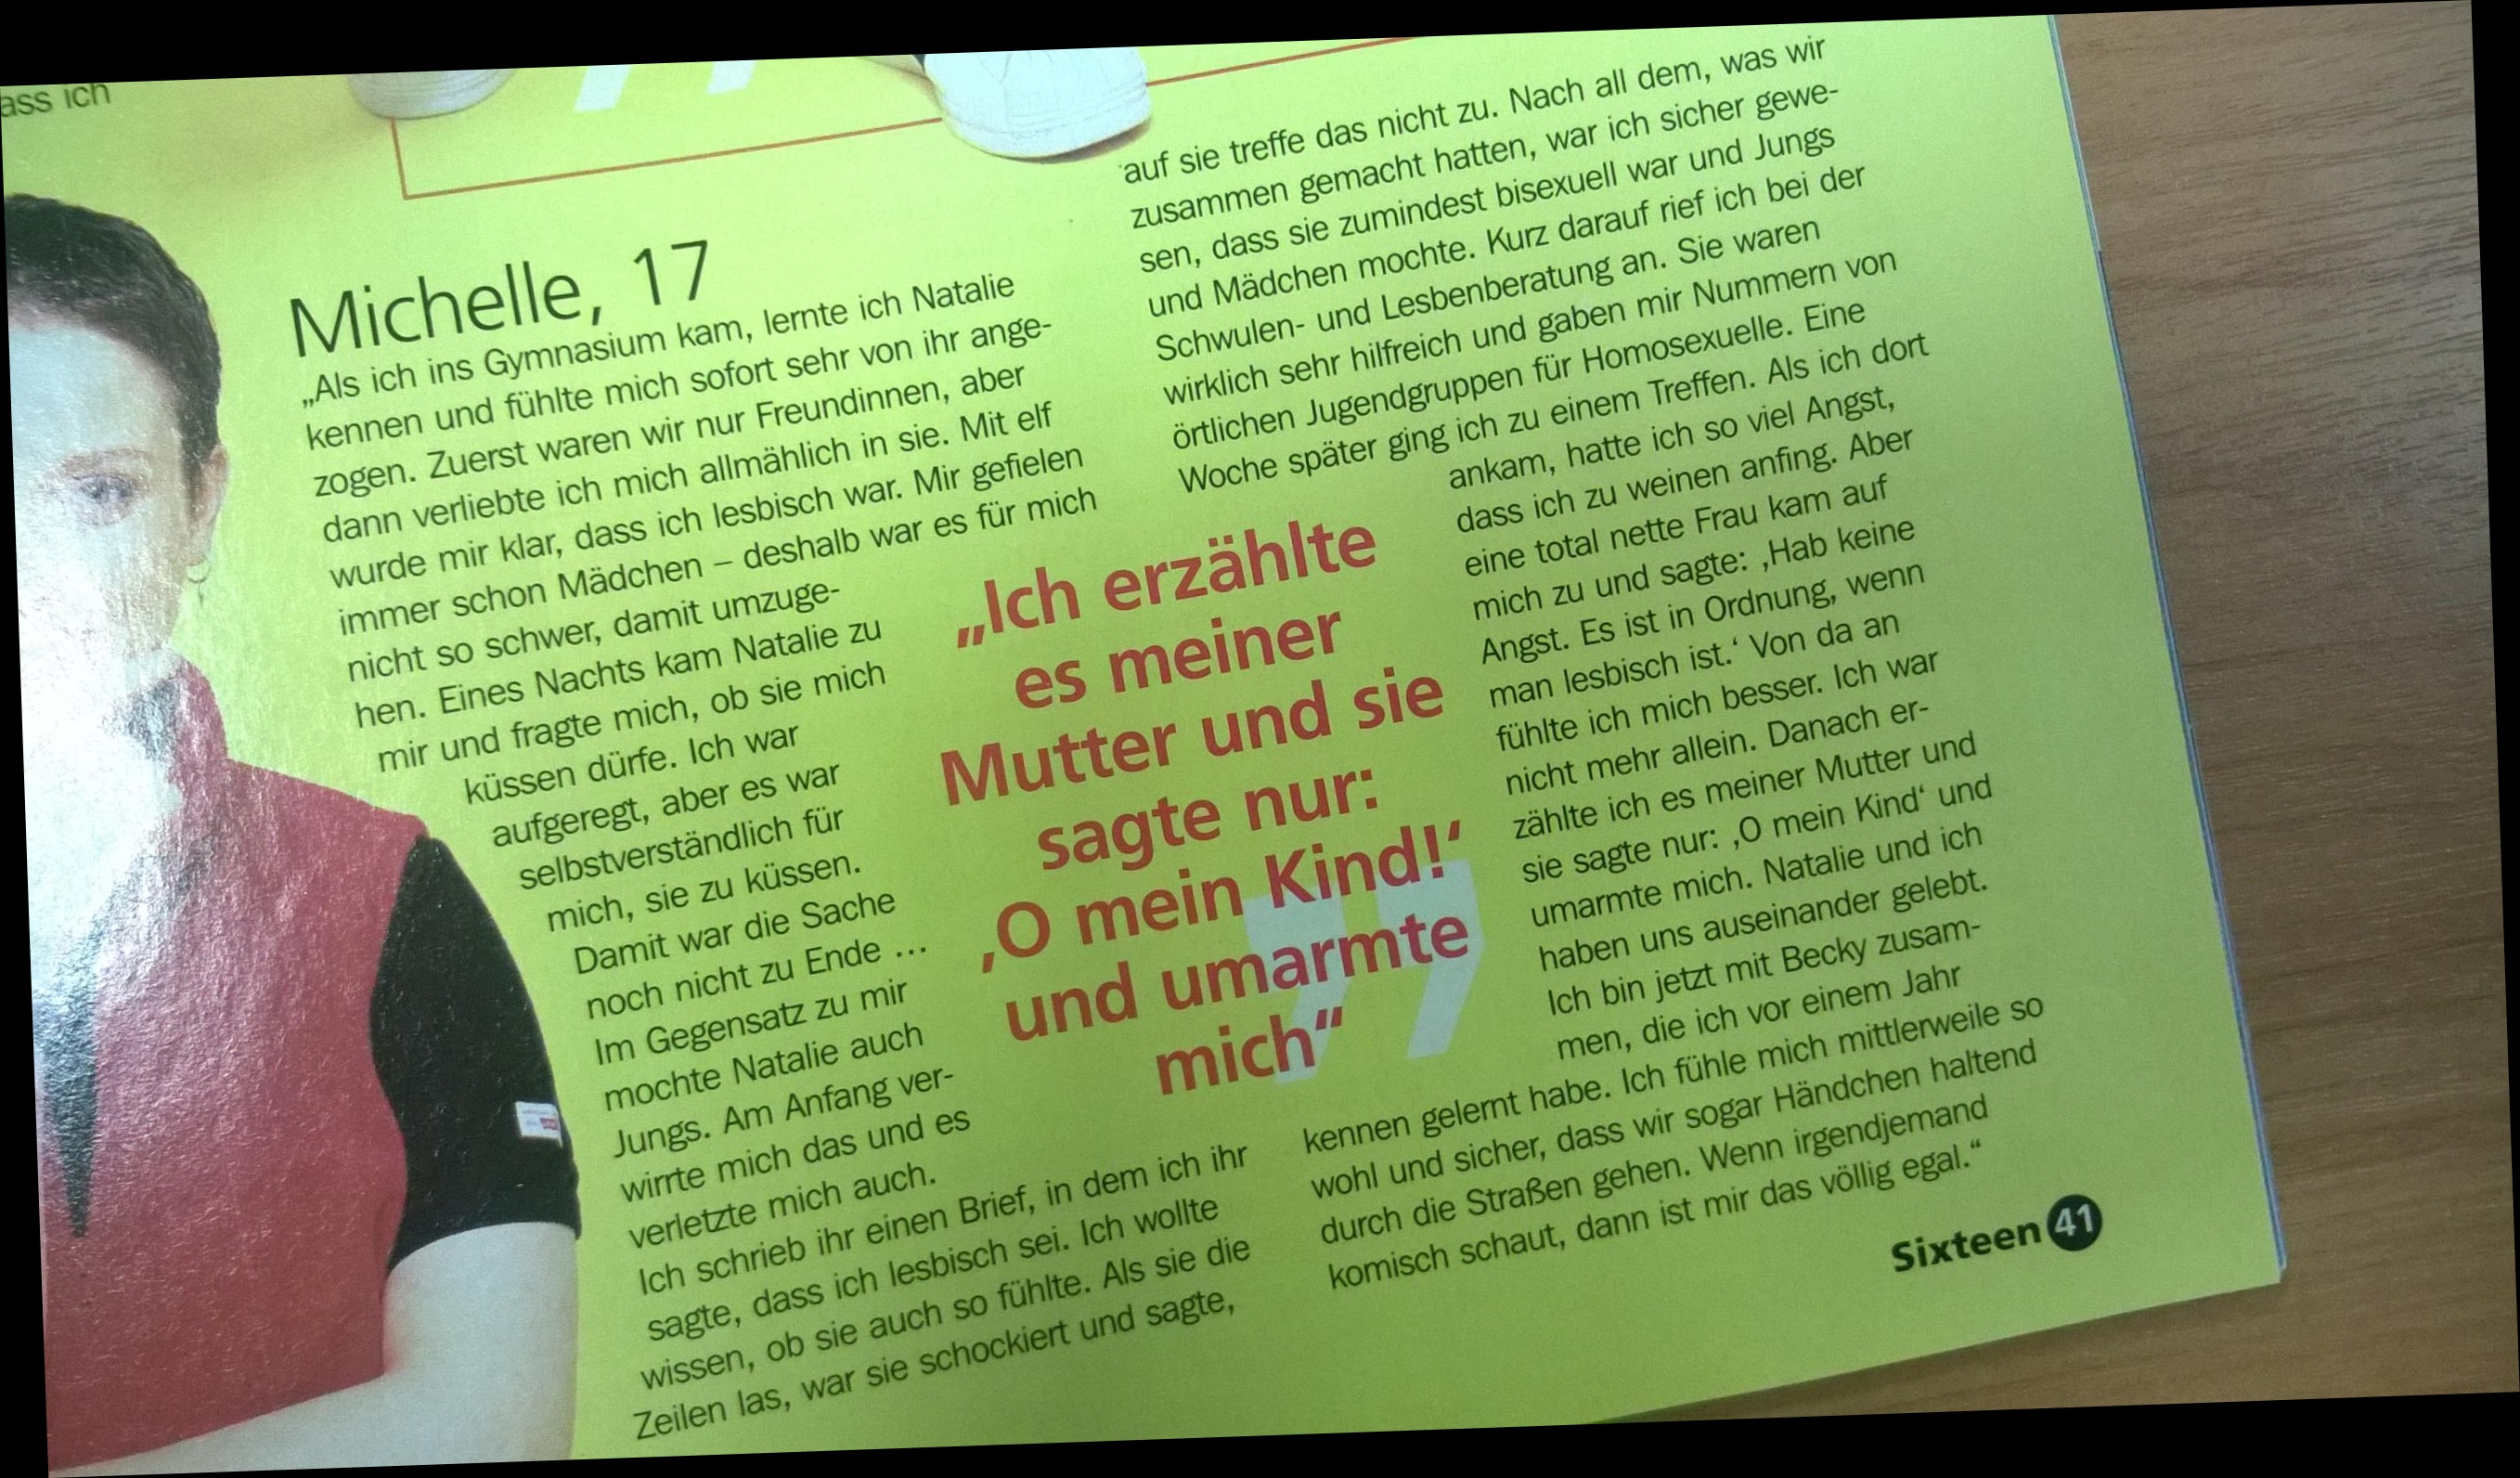 ass ich
Michelle, 17
„Als ich ins Gymnasium kam, lernte ich Natalie
kennen und fühlte mich sofort sehr von ihr ange-
zogen. Zuerst waren wir nur Freundinnen, aber
dann verliebte ich mich allmählich in sie. Mit elf
wurde mir klar, dass ich lesbisch war. Mir gefielen
immer schon Mädchen – deshalb war es für mich
nicht so schwer, damit umzuge-
hen. Eines Nachts kam Natalie zu
mir und fragte mich, ob sie mich
küssen dürfe. Ich war
aufgeregt, aber es war
selbstverständlich für
mich, sie zu küssen.
Damit war die Sache
noch nicht zu Ende ...
Im Gegensatz zu mir
mochte Natalie auch
Jungs. Am Anfang ver-
wirrte mich das und es
verletzte mich auch.
Ich schrieb ihr einen Brief, in dem ich ihr
sagte, dass ich lesbisch sei. Ich wollte
wissen, ob sie auch so fühlte. Als sie die
Zeilen las, war sie schockiert und sagte,
„Ich erzählte
es meiner
Mutter und sie
sagte nur:
‚O mein Kind!‘
und umarmte
mich“
auf sie treffe das nicht zu. Nach all dem, was wir
zusammen gemacht hatten, war ich sicher gewe-
sen, dass sie zumindest bisexuell war und Jungs
und Mädchen mochte. Kurz darauf rief ich bei der
Schwulen- und Lesbenberatung an. Sie waren
wirklich sehr hilfreich und gaben mir Nummern von
örtlichen Jugendgruppen für Homosexuelle. Eine
Woche später ging ich zu einem Treffen. Als ich dort
ankam, hatte ich so viel Angst,
dass ich zu weinen anfing. Aber
eine total nette Frau kam auf
mich zu und sagte: ‚Hab keine
Angst. Es ist in Ordnung, wenn
man lesbisch ist.‘ Von da an
fühlte ich mich besser. Ich war
nicht mehr allein. Danach er-
zählte ich es meiner Mutter und
sie sagte nur: ‚O mein Kind‘ und
umarmte mich. Natalie und ich
haben uns auseinander gelebt.
Ich bin jetzt mit Becky zusam-
men, die ich vor einem Jahr
kennen gelernt habe. Ich fühle mich mittlerweile so
wohl und sicher, dass wir sogar Händchen haltend
durch die Straßen gehen. Wenn irgendjemand
komisch schaut, dann ist mir das völlig egal.“
Sixteen 41